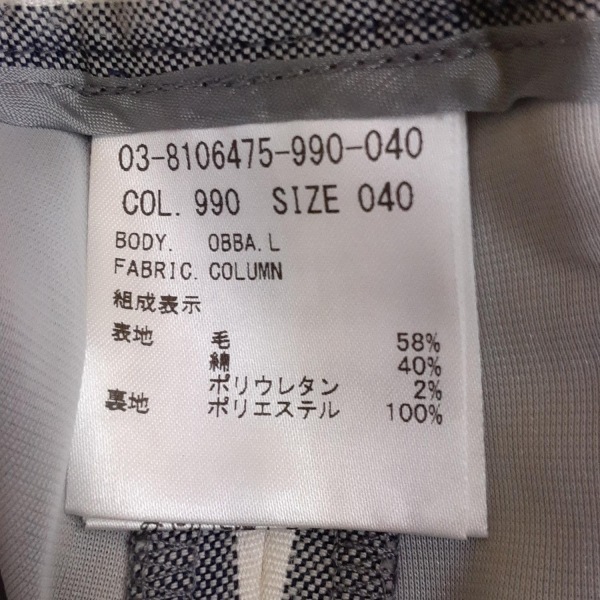 03-8106475-990-040
COL. 990 SIZE 040
BODY. OBBA.L
FABRIC. COLUMN
組成表示
表地 毛 58%
綿 40%
ポリウレタン 2%
裏地 ポリエステル 100%